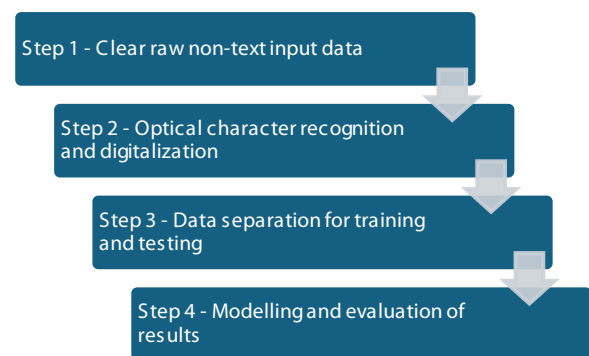 Step 1 - Clear raw non-text input data
Step 2 - Optical character recognition
and digitalization
Step 3 - Data separation for training
and testing
Step 4 - Modelling and evaluation of
results